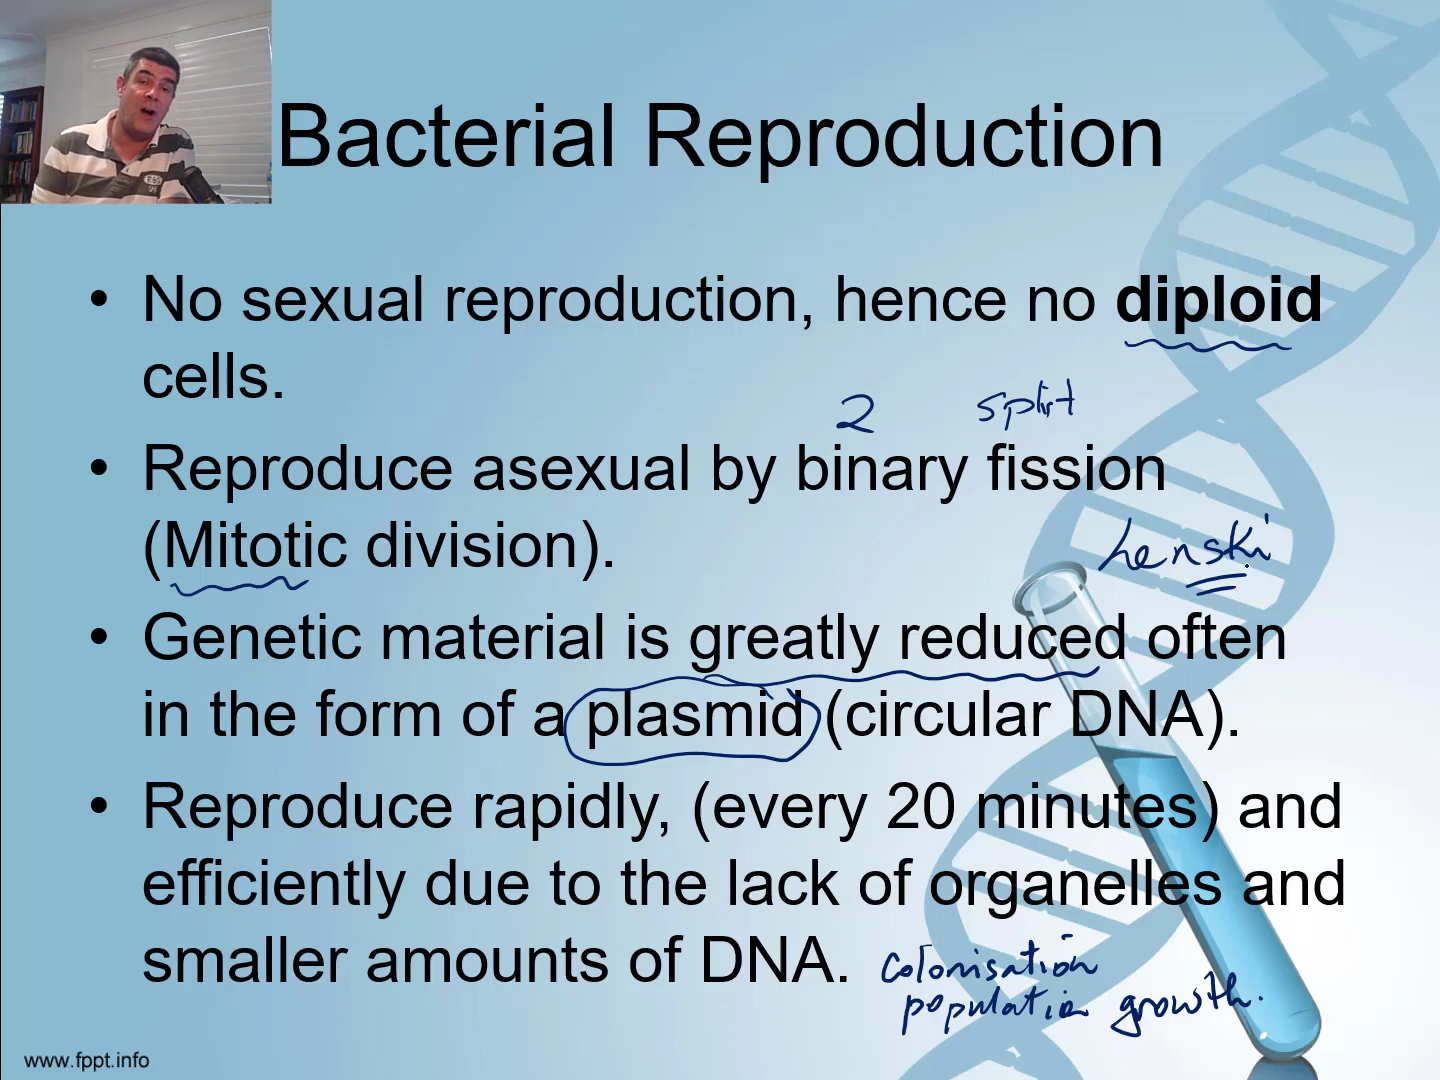 Bacterial Reproduction
• No sexual reproduction, hence no diploid
cells.
2 split
• Reproduce asexual by binary fission
(Mitotic division).
Lenski
• Genetic material is greatly reduced often
in the form of a plasmid (circular DNA).
• Reproduce rapidly, (every 20 minutes) and
efficiently due to the lack of organelles and
smaller amounts of DNA.
colonisation
population growth.
www.fppt.info